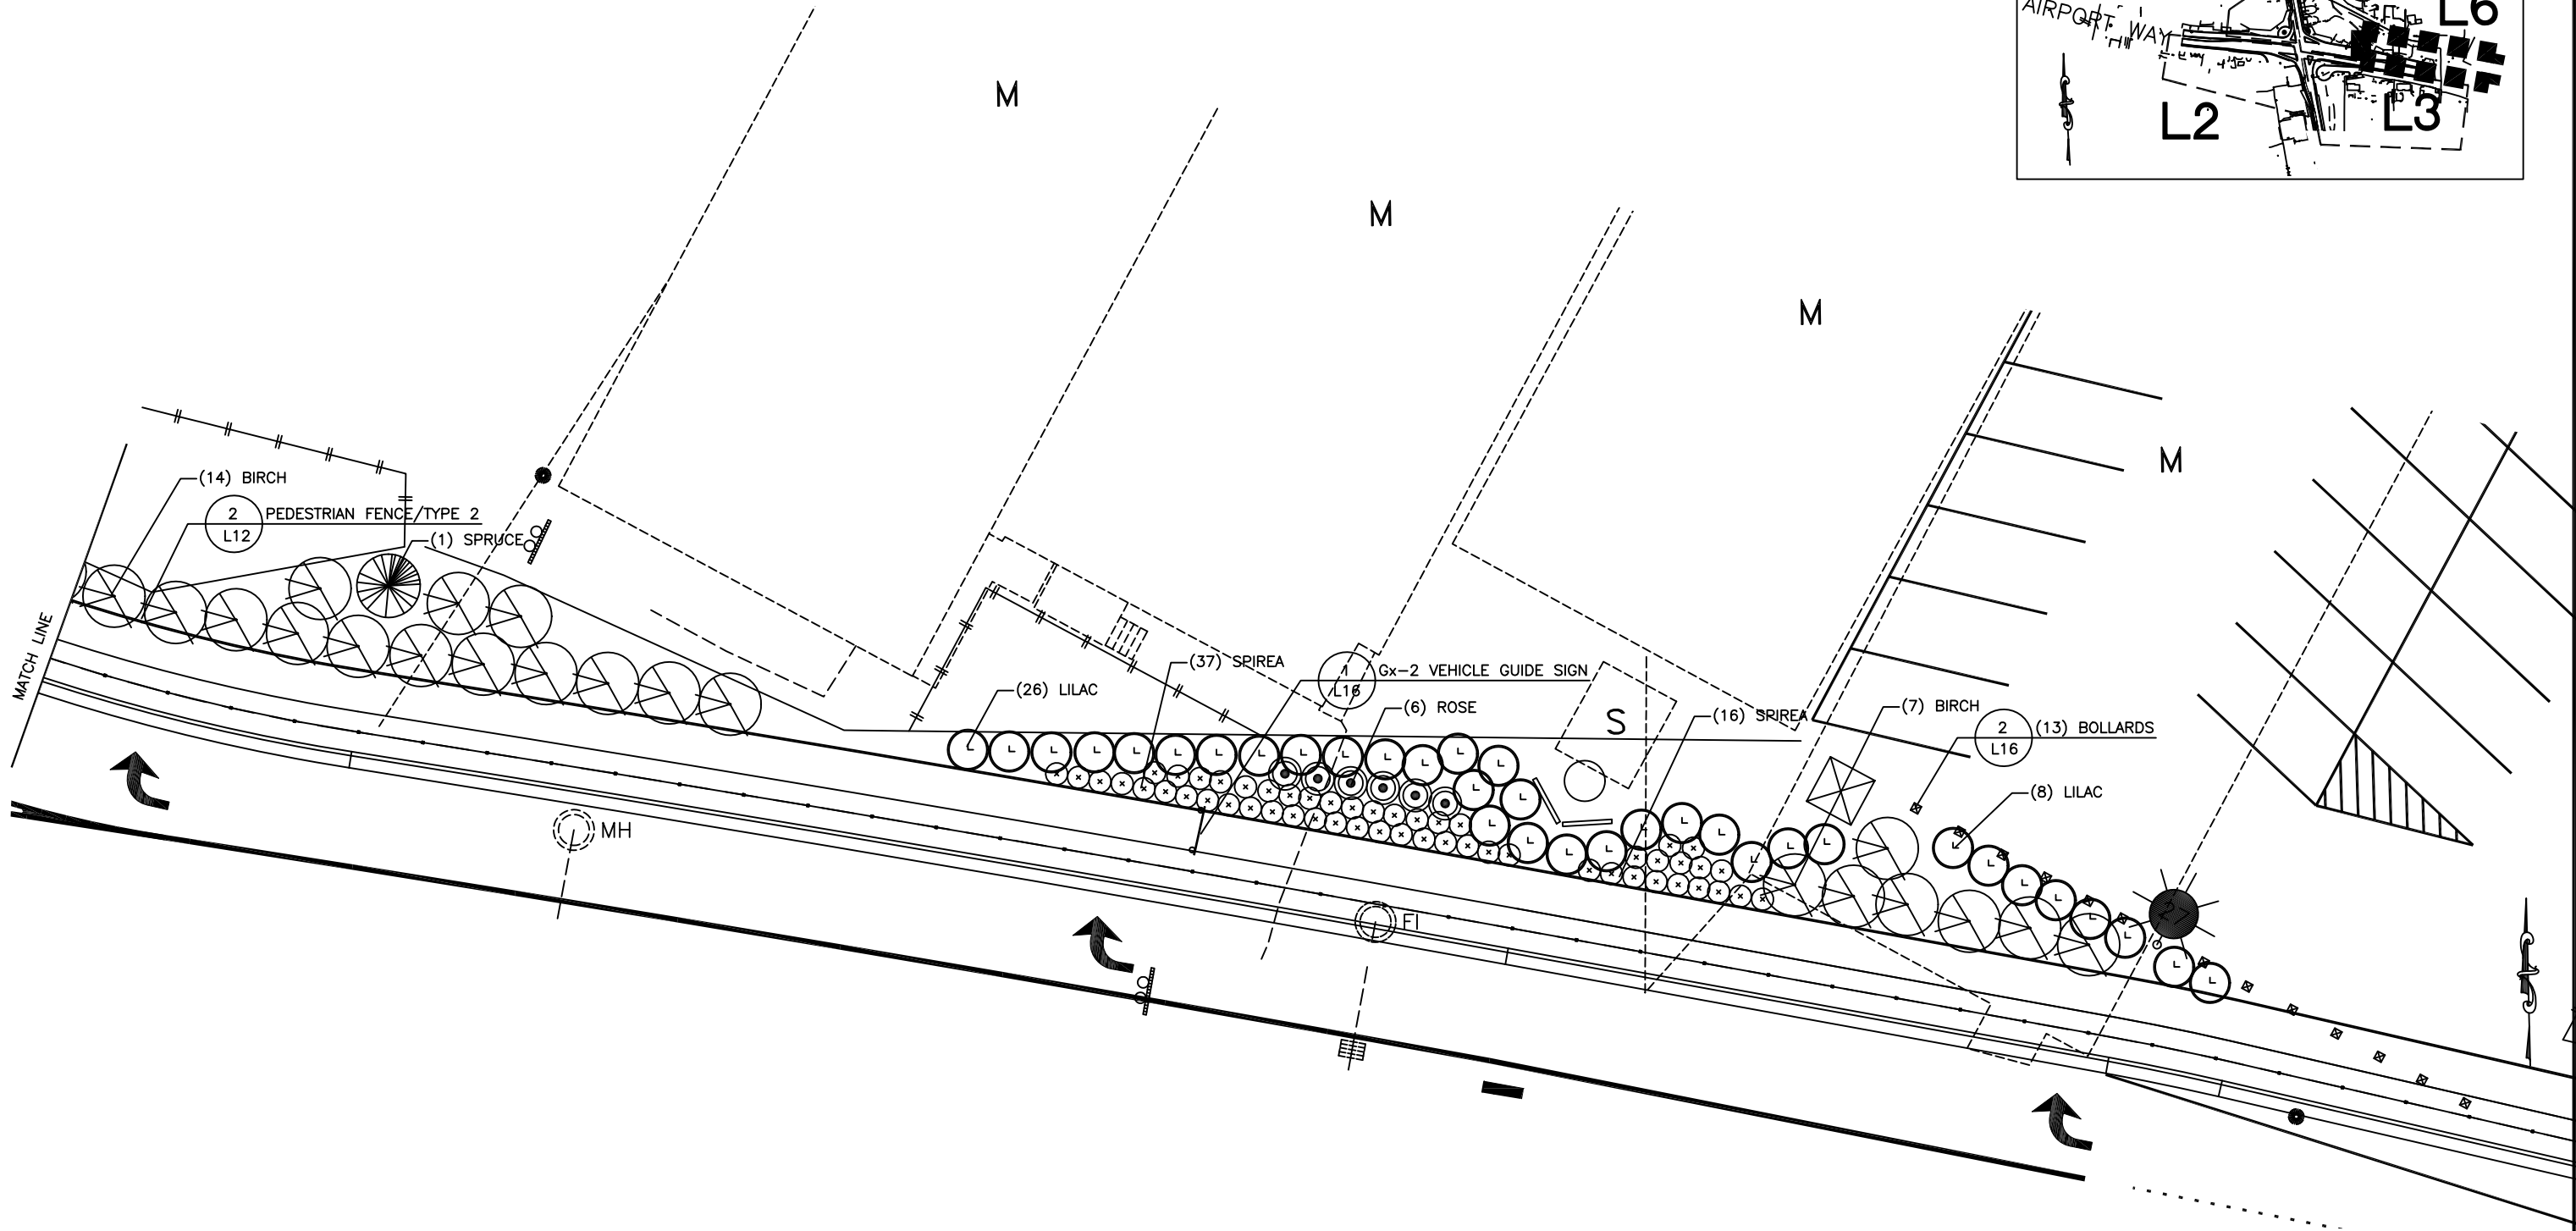 AIRPORT WAY
L6
L2
L3
M
M
M
M
(14) BIRCH
2
L12
PEDESTRIAN FENCE/TYPE 2
(1) SPRUCE
MATCH LINE
(37) SPIREA
(26) LILAC
1
L16
Gx-2 VEHICLE GUIDE SIGN
(6) ROSE
S
(16) SPIREA
(7) BIRCH
2
L16
(13) BOLLARDS
(8) LILAC
MH
FI
27